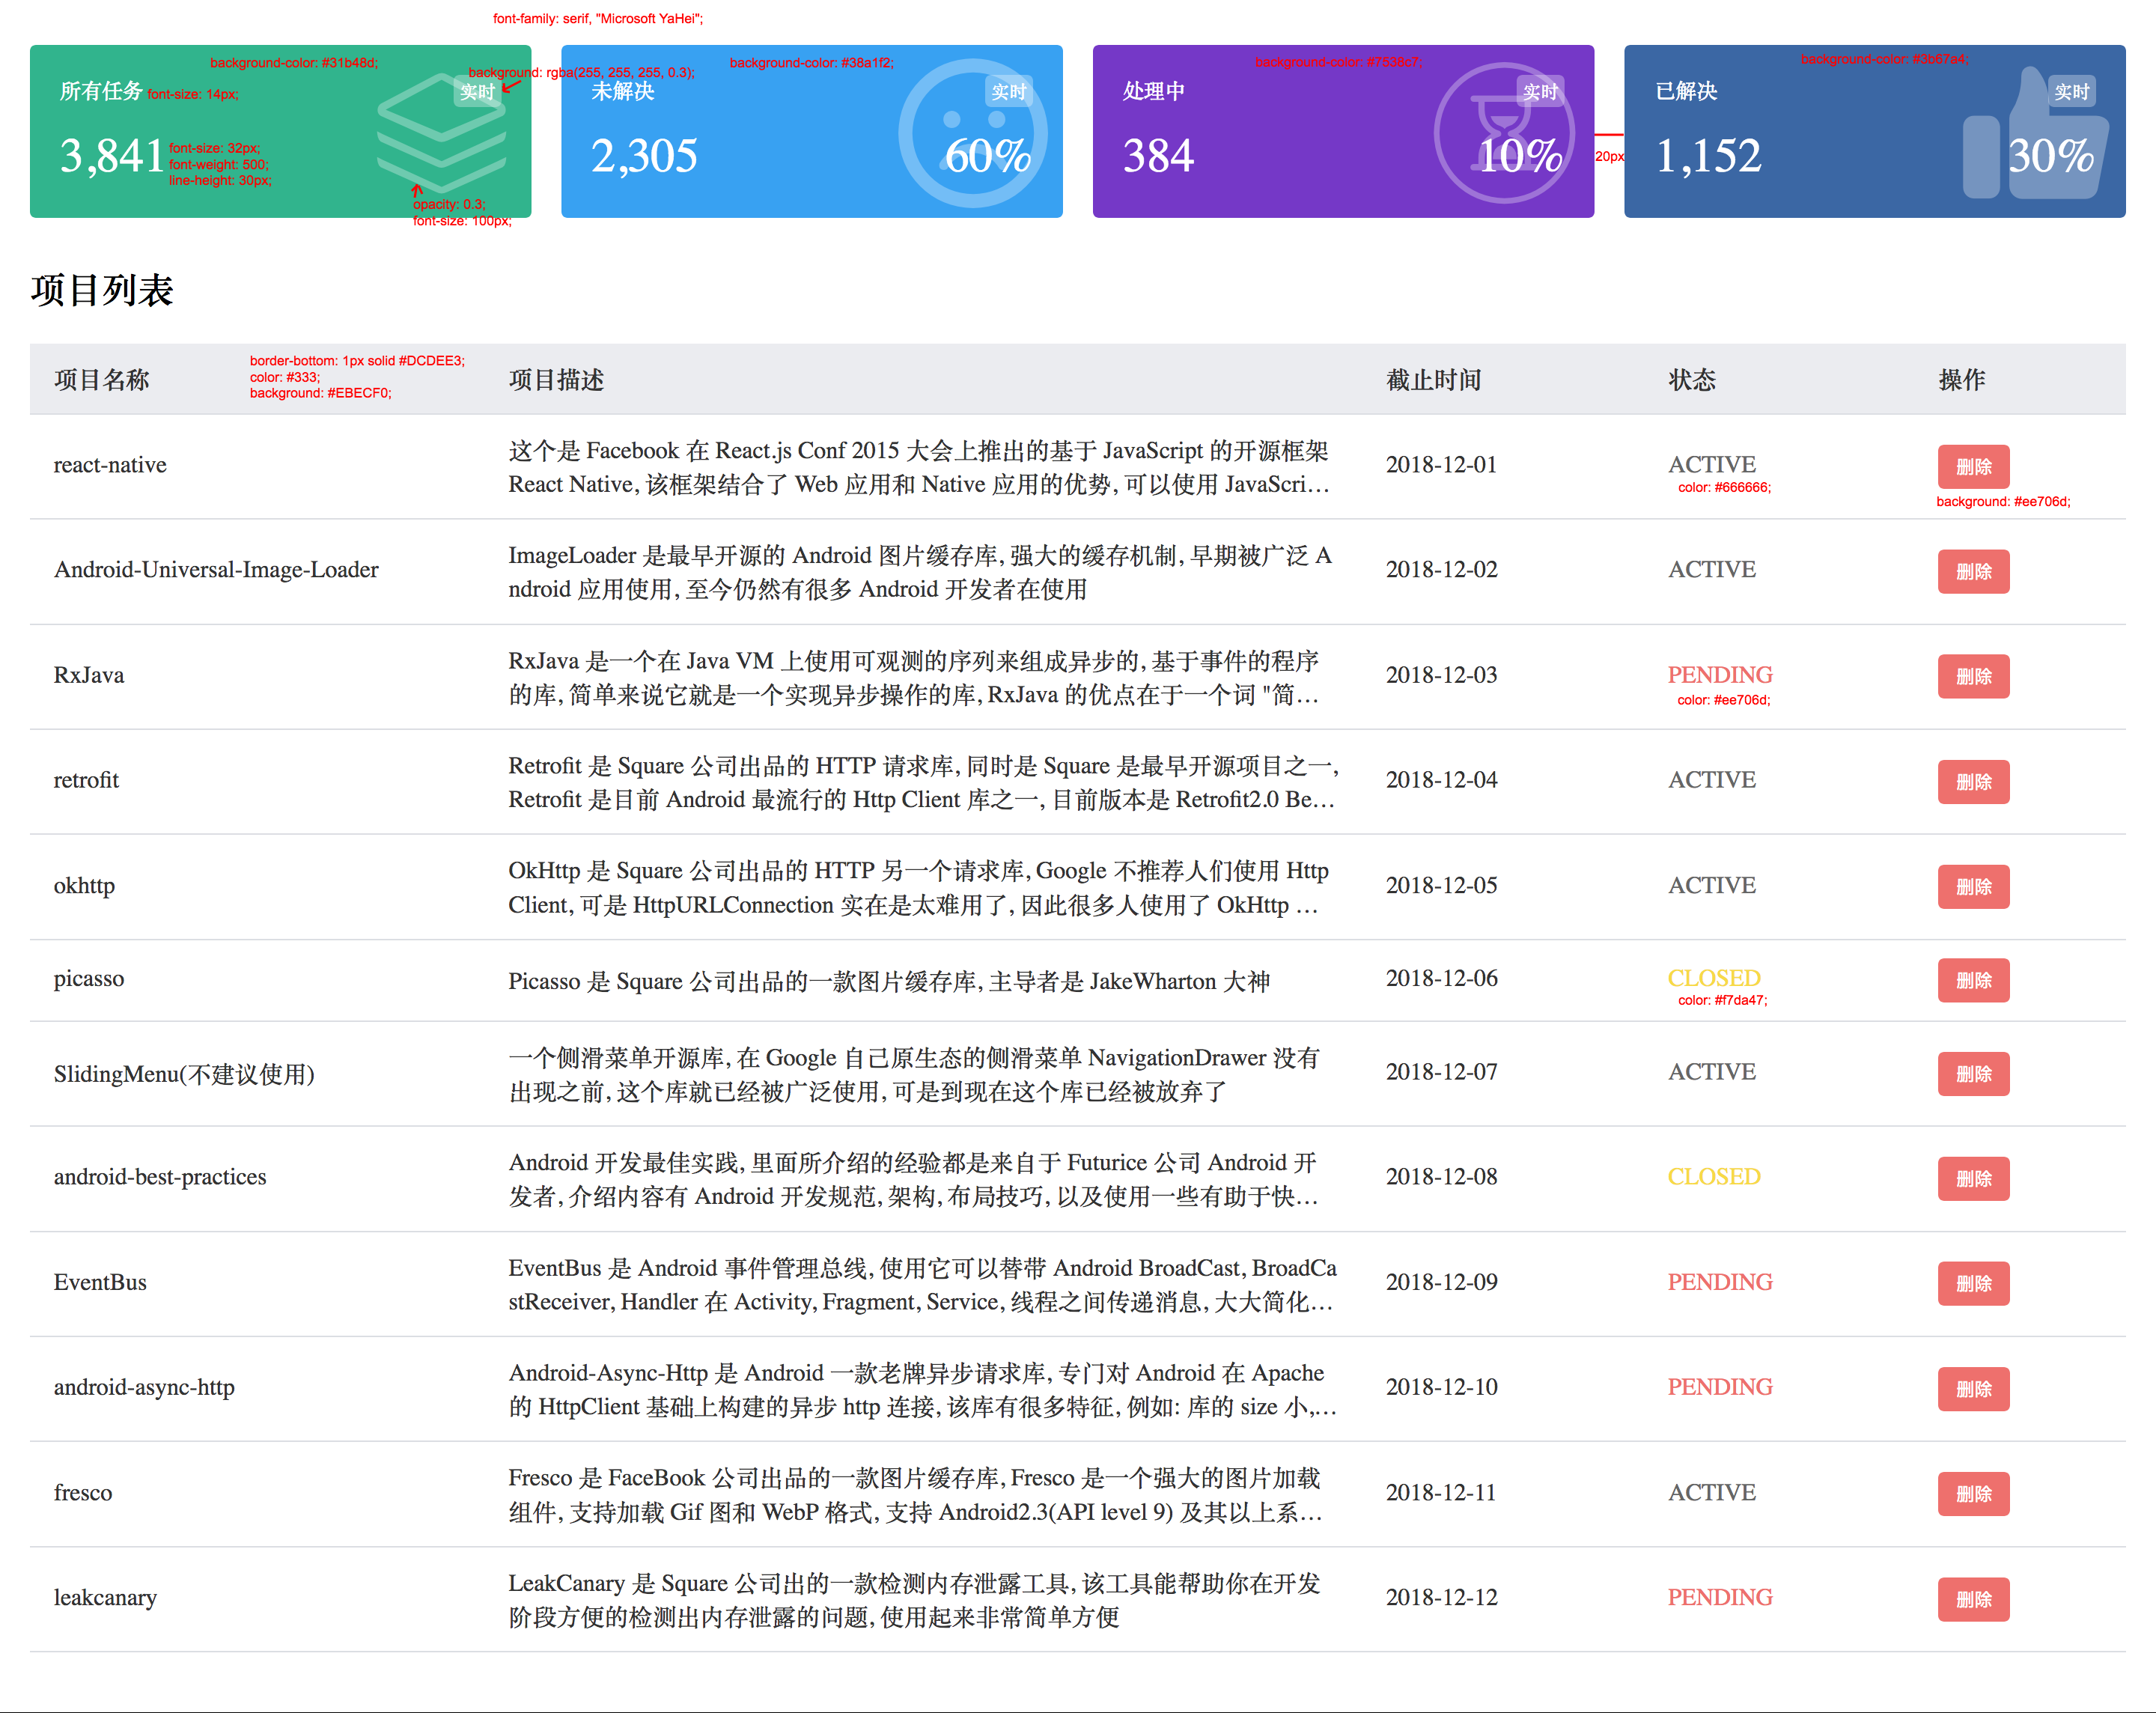 font-family: serif, "Microsoft YaHei";
background-color: #31b48d;
background: rgba(255, 255, 255, 0.3);
所有任务
font-size: 14px;
实时
3,841
font-size: 32px;
font-weight: 500;
line-height: 30px;
opacity: 0.3;
font-size: 100px;
background-color: #38a1f2;
未解决
实时
2,305
60%
background-color: #7538c7;
处理中
实时
384
10%
20px
background-color: #3b67a4;
已解决
实时
1,152
30%
项目列表
项目名称
border-bottom: 1px solid #DCDEE3;
color: #333;
background: #EBECF0;
项目描述
截止时间
状态
操作
react-native
这个是 Facebook 在 React.js Conf 2015 大会上推出的基于 JavaScript 的开源框架
React Native, 该框架结合了 Web 应用和 Native 应用的优势, 可以使用 JavaScri…
2018-12-01
ACTIVE
color: #666666;
删除
background: #ee706d;
Android-Universal-Image-Loader
ImageLoader 是最早开源的 Android 图片缓存库, 强大的缓存机制, 早期被广泛 A
ndroid 应用使用, 至今仍然有很多 Android 开发者在使用
2018-12-02
ACTIVE
删除
RxJava
RxJava 是一个在 Java VM 上使用可观测的序列来组成异步的, 基于事件的程序
的库, 简单来说它就是一个实现异步操作的库, RxJava 的优点在于一个词 "简…
2018-12-03
PENDING
color: #ee706d;
删除
retrofit
Retrofit 是 Square 公司出品的 HTTP 请求库, 同时是 Square 是最早开源项目之一,
Retrofit 是目前 Android 最流行的 Http Client 库之一, 目前版本是 Retrofit2.0 Be…
2018-12-04
ACTIVE
删除
okhttp
OkHttp 是 Square 公司出品的 HTTP 另一个请求库, Google 不推荐人们使用 Http
Client, 可是 HttpURLConnection 实在是太难用了, 因此很多人使用了 OkHttp …
2018-12-05
ACTIVE
删除
picasso
Picasso 是 Square 公司出品的一款图片缓存库, 主导者是 JakeWharton 大神
2018-12-06
CLOSED
color: #f7da47;
删除
SlidingMenu(不建议使用)
一个侧滑菜单开源库, 在 Google 自己原生态的侧滑菜单 NavigationDrawer 没有
出现之前, 这个库就已经被广泛使用, 可是到现在这个库已经被放弃了
2018-12-07
ACTIVE
删除
android-best-practices
Android 开发最佳实践, 里面所介绍的经验都是来自于 Futurice 公司 Android 开
发者, 介绍内容有 Android 开发规范, 架构, 布局技巧, 以及使用一些有助于快…
2018-12-08
CLOSED
删除
EventBus
EventBus 是 Android 事件管理总线, 使用它可以替带 Android BroadCast, BroadCa
stReceiver, Handler 在 Activity, Fragment, Service, 线程之间传递消息, 大大简化…
2018-12-09
PENDING
删除
android-async-http
Android-Async-Http 是 Android 一款老牌异步请求库, 专门对 Android 在 Apache
的 HttpClient 基础上构建的异步 http 连接, 该库有很多特征, 例如: 库的 size 小,…
2018-12-10
PENDING
删除
fresco
Fresco 是 FaceBook 公司出品的一款图片缓存库, Fresco 是一个强大的图片加载
组件, 支持加载 Gif 图和 WebP 格式, 支持 Android2.3(API level 9) 及其以上系…
2018-12-11
ACTIVE
删除
leakcanary
LeakCanary 是 Square 公司出的一款检测内存泄露工具, 该工具能帮助你在开发
阶段方便的检测出内存泄露的问题, 使用起来非常简单方便
2018-12-12
PENDING
删除